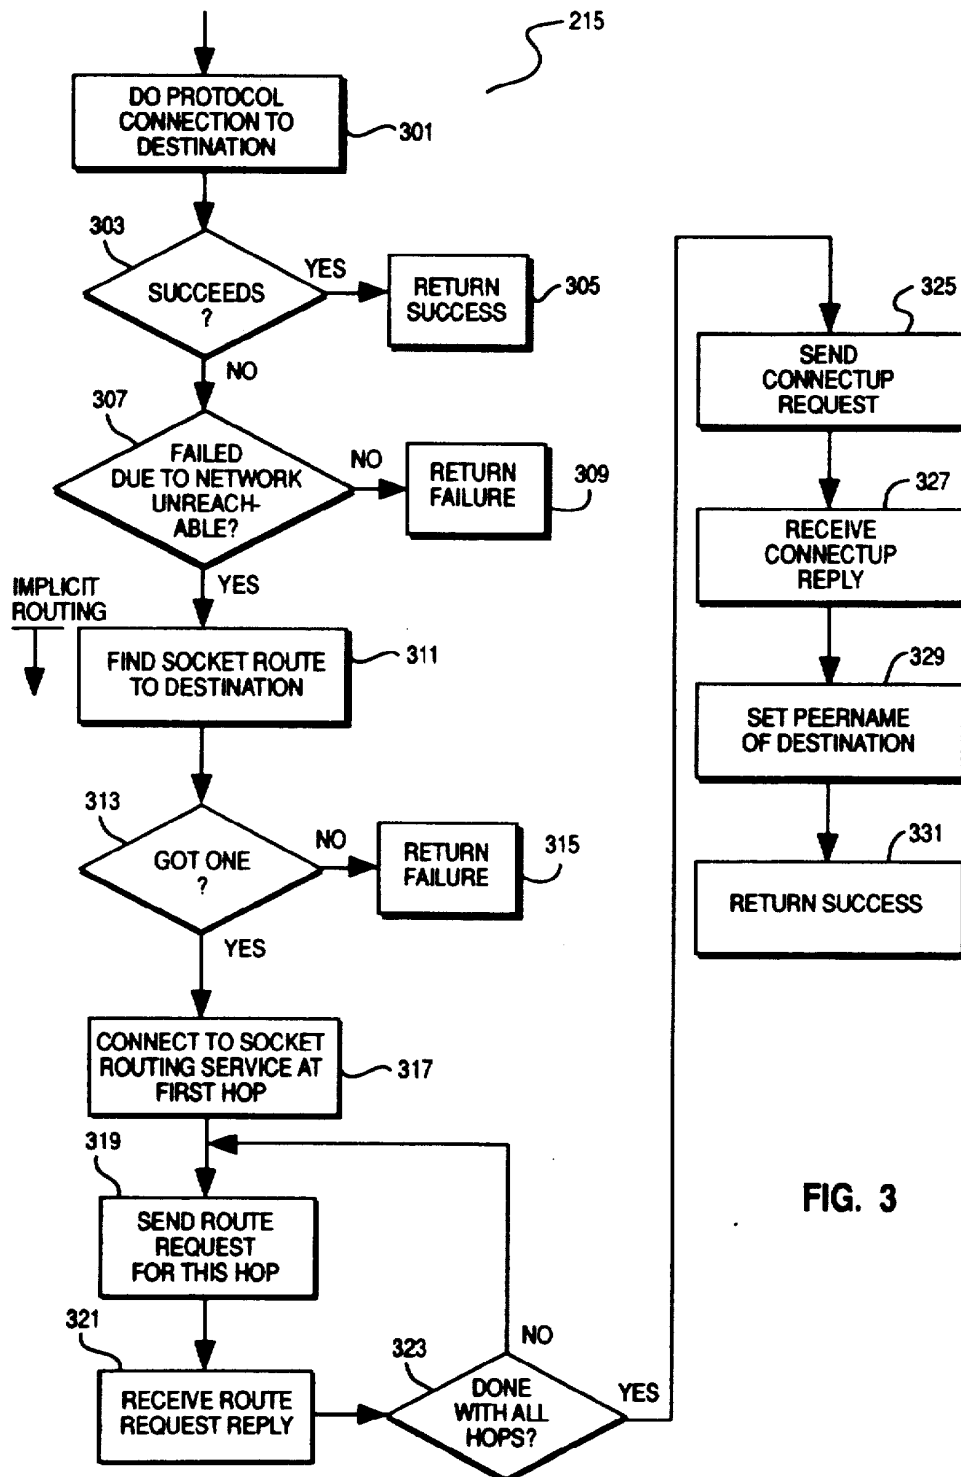 215
DO PROTOCOL
CONNECTION TO
DESTINATION
301
303
SUCCEEDS
?
YES
RETURN
SUCCESS
305
NO
307
FAILED
DUE TO NETWORK
UNREACH-
ABLE?
NO
RETURN
FAILURE
309
YES
IMPLICIT
ROUTING
FIND SOCKET ROUTE
TO DESTINATION
311
313
GOT ONE
?
NO
RETURN
FAILURE
315
YES
CONNECT TO SOCKET
ROUTING SERVICE AT
FIRST HOP
317
319
SEND ROUTE
REQUEST
FOR THIS HOP
321
RECEIVE ROUTE
REQUEST REPLY
323
DONE
WITH ALL
HOPS?
NO
YES
325
SEND
CONNECTUP
REQUEST
327
RECEIVE
CONNECTUP
REPLY
329
SET PEERNAME
OF DESTINATION
331
RETURN SUCCESS
FIG. 3